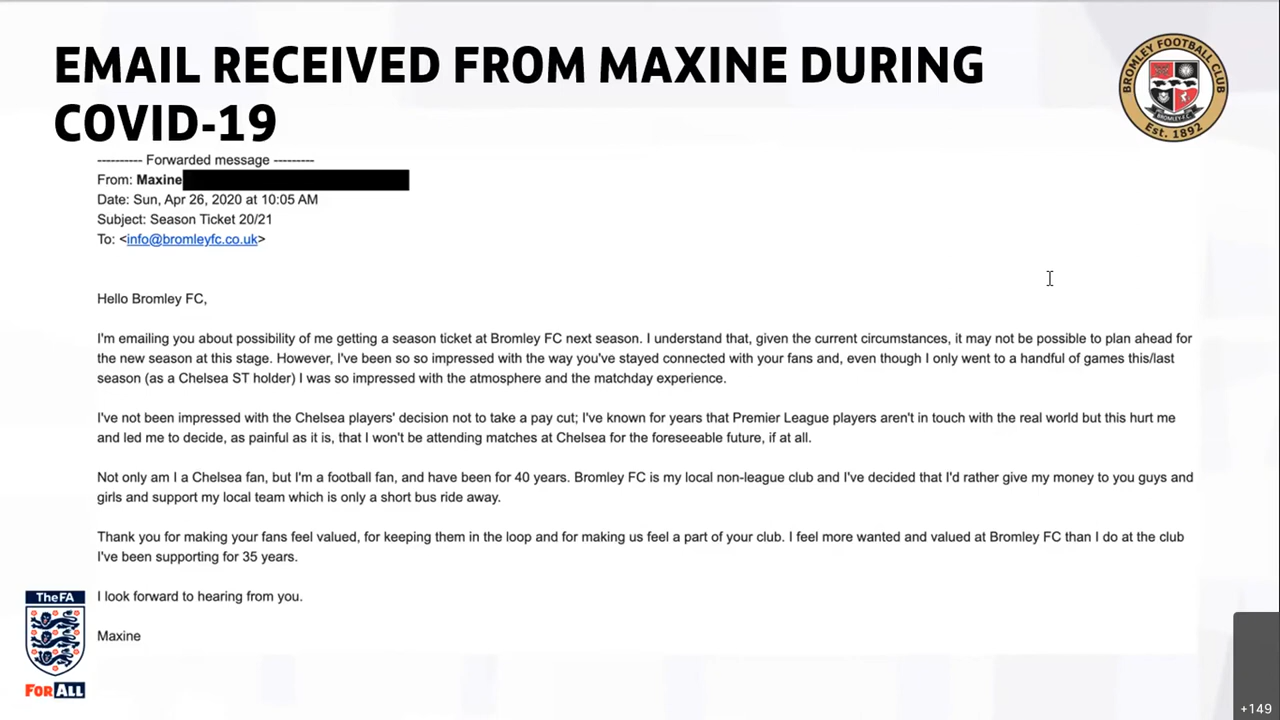 EMAIL RECEIVED FROM MAXINE DURING
COVID-19
BROMLEY FOOTBALL CLUB
BROMLEY-F.C
Est. 1892
---------- Forwarded message ---------
From: Maxine
Date: Sun, Apr 26, 2020 at 10:05 AM
Subject: Season Ticket 20/21
To: <info@bromleyfc.co.uk>
Hello Bromley FC,
I'm emailing you about possibility of me getting a season ticket at Bromley FC next season. I understand that, given the current circumstances, it may not be possible to plan ahead for
the new season at this stage. However, I've been so so impressed with the way you've stayed connected with your fans and, even though I only went to a handful of games this/last
season (as a Chelsea ST holder) I was so impressed with the atmosphere and the matchday experience.
I've not been impressed with the Chelsea players' decision not to take a pay cut; I've known for years that Premier League players aren't in touch with the real world but this hurt me
and led me to decide, as painful as it is, that I won't be attending matches at Chelsea for the foreseeable future, if at all.
Not only am I a Chelsea fan, but I'm a football fan, and have been for 40 years. Bromley FC is my local non-league club and I've decided that I'd rather give my money to you guys and
girls and support my local team which is only a short bus ride away.
Thank you for making your fans feel valued, for keeping them in the loop and for making us feel a part of your club. I feel more wanted and valued at Bromley FC than I do at the club
I've been supporting for 35 years.
I look forward to hearing from you.
Maxine
The FA
FOR ALL
+149